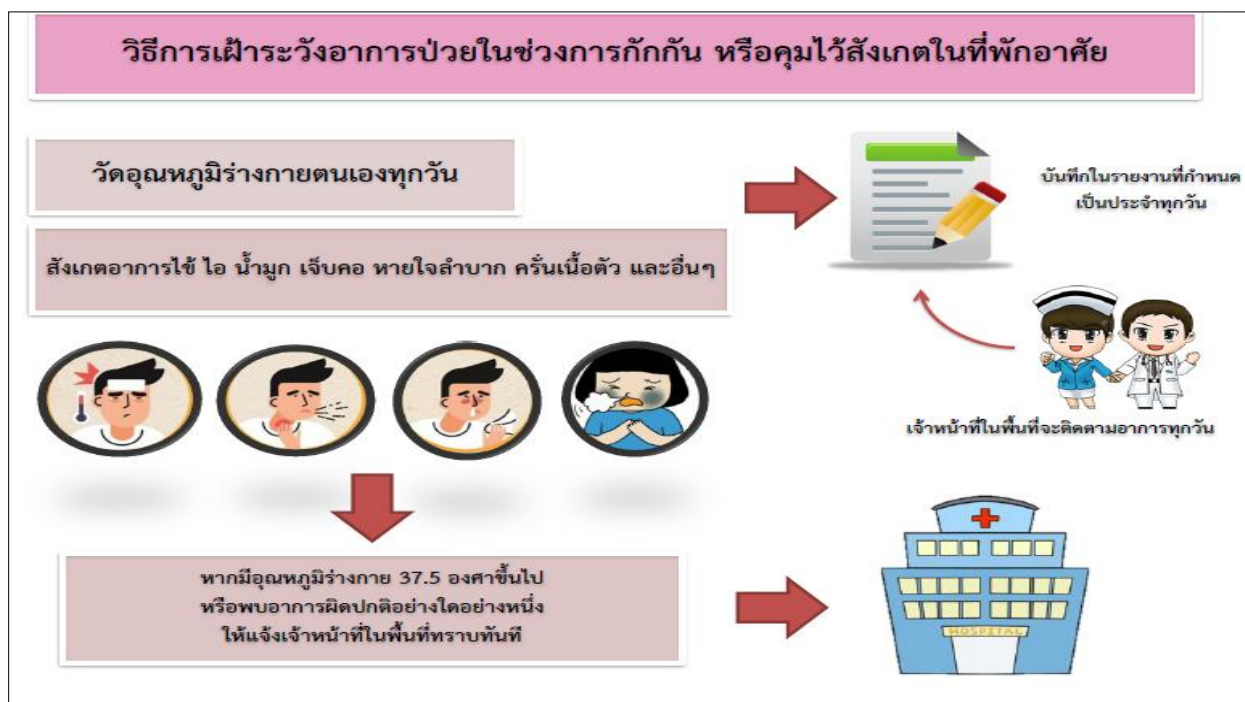 วิธีการเฝ้าระวังอาการป่วยในช่วงการกักกัน หรือคุมไว้สังเกตในที่พักอาศัย
วัดอุณหภูมิร่างกายตนเองทุกวัน
สังเกตอาการไข้ ไอ น้ำมูก เจ็บคอ หายใจลำบาก ครั่นเนื้อตัว และอื่นๆ
บันทึกในรายงานที่กำหนด
เป็นประจำทุกวัน
เจ้าหน้าที่ในพื้นที่จะติดตามอาการทุกวัน
หากมีอุณหภูมิร่างกาย 37.5 องศาขึ้นไป
หรือพบอาการผิดปกติอย่างใดอย่างหนึ่ง
ให้แจ้งเจ้าหน้าที่ในพื้นที่ทราบทันที
HOSPITAL